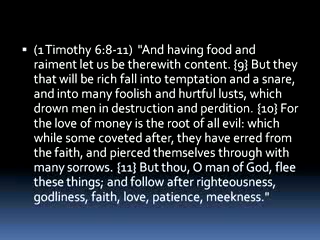 (1 Timothy 6:8-11) "And having food and
raiment let us be therewith content. {9} But they
that will be rich fall into temptation and a snare,
and into many foolish and hurtful lusts, which
drown men in destruction and perdition. {10} For
the love of money is the root of all evil: which
while some coveted after, they have erred from
the faith, and pierced themselves through with
many sorrows. {11} But thou, O man of God, flee
these things; and follow after righteousness,
godliness, faith, love, patience, meekness."